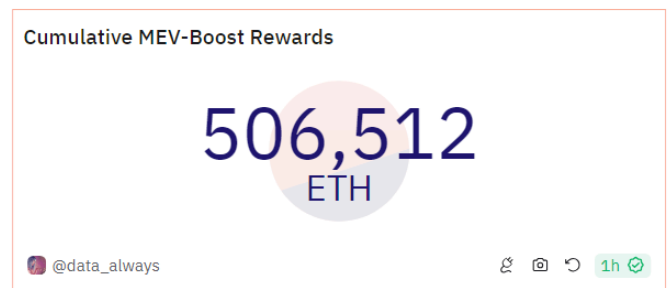 Cumulative MEV-Boost Rewards
506,512
ETH
@data_always
1h